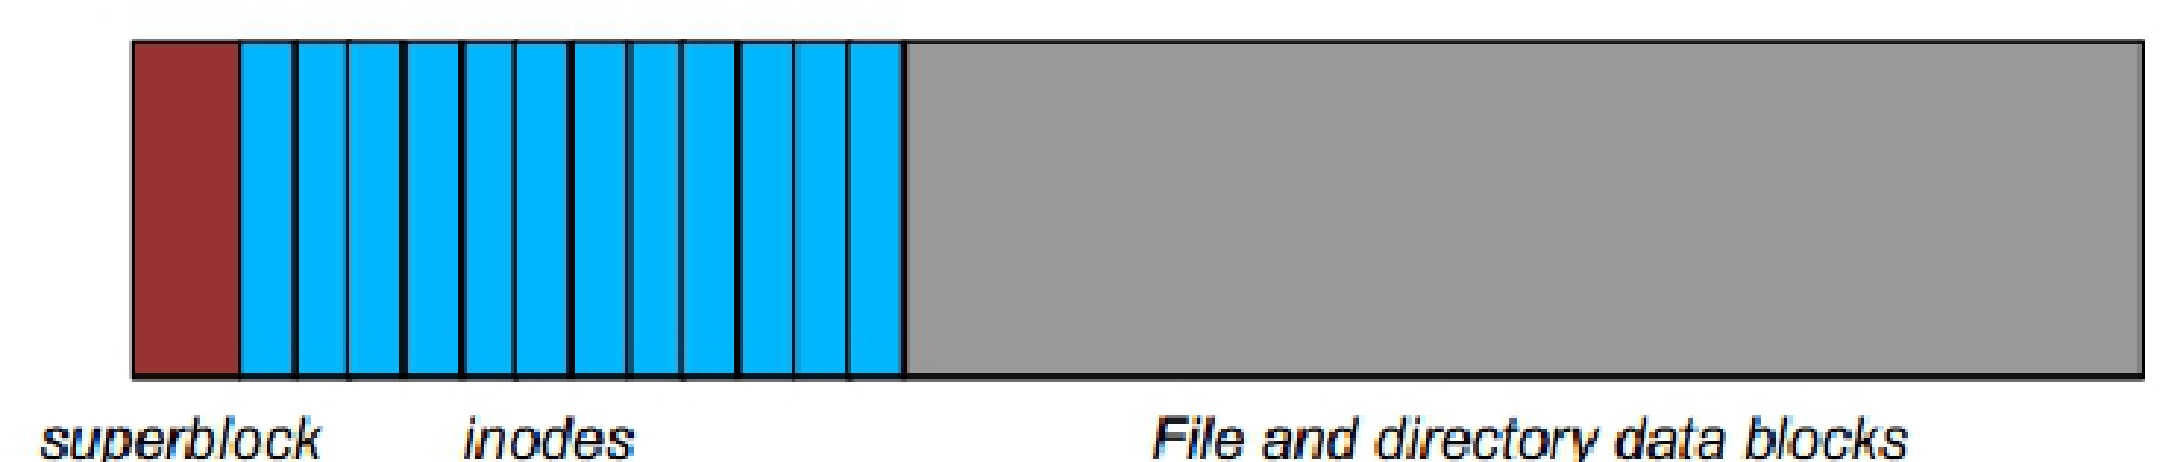 superblock inodes File and directory data blocks